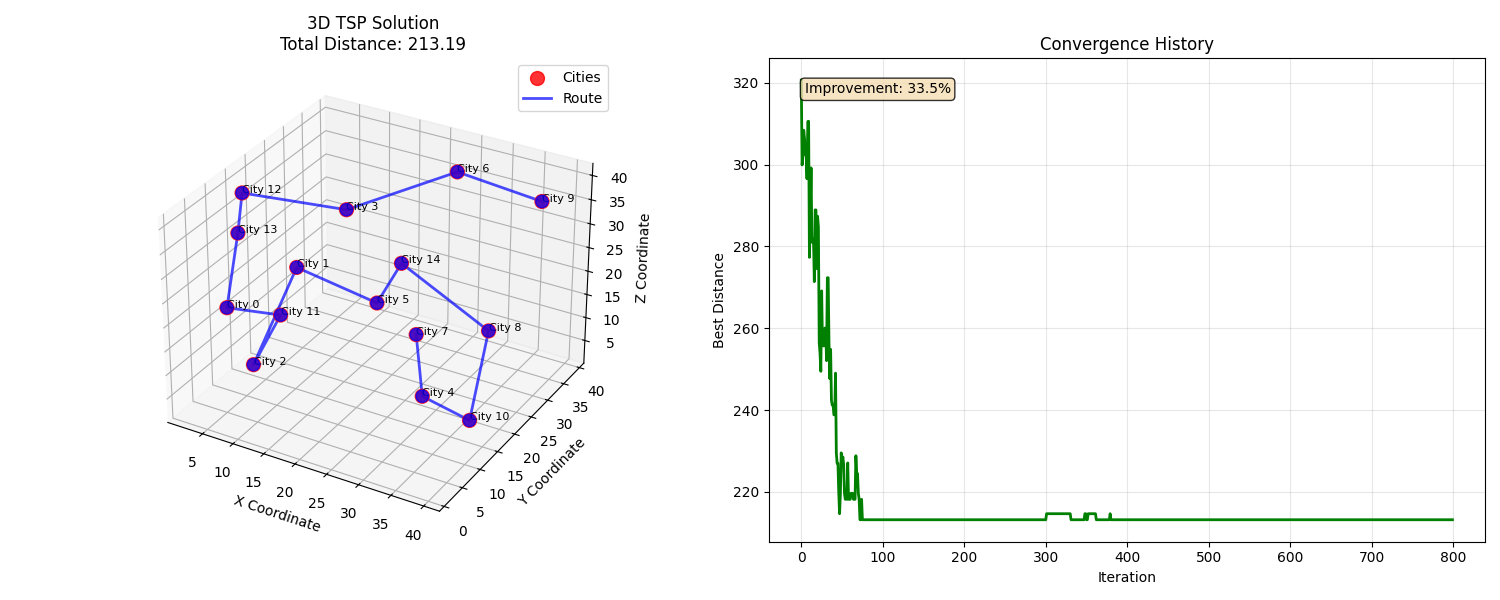 3D TSP Solution
Total Distance: 213.19
Cities
Route
City 6
City 12
City 9
City 3
City 13
City 14
City 1
City 5
City 0
City 11
City 7
City 8
City 2
City 4
City 10
40
35
30
25
20
15
10
5
Z Coordinate
5
10
15
20
25
30
35
40
X Coordinate
0
5
10
15
20
25
30
35
40
Y Coordinate
Convergence History
Improvement: 33.5%
320
300
280
260
240
220
Best Distance
0 100 200 300 400 500 600 700 800
Iteration